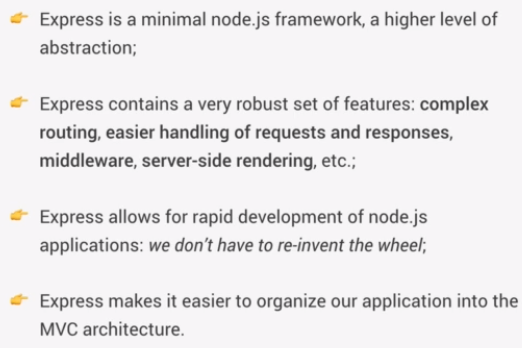 Express is a minimal node.js framework, a higher level of
abstraction;
Express contains a very robust set of features: complex
routing, easier handling of requests and responses,
middleware, server-side rendering, etc.;
Express allows for rapid development of node.js
applications: we don’t have to re-invent the wheel;
Express makes it easier to organize our application into the
MVC architecture.